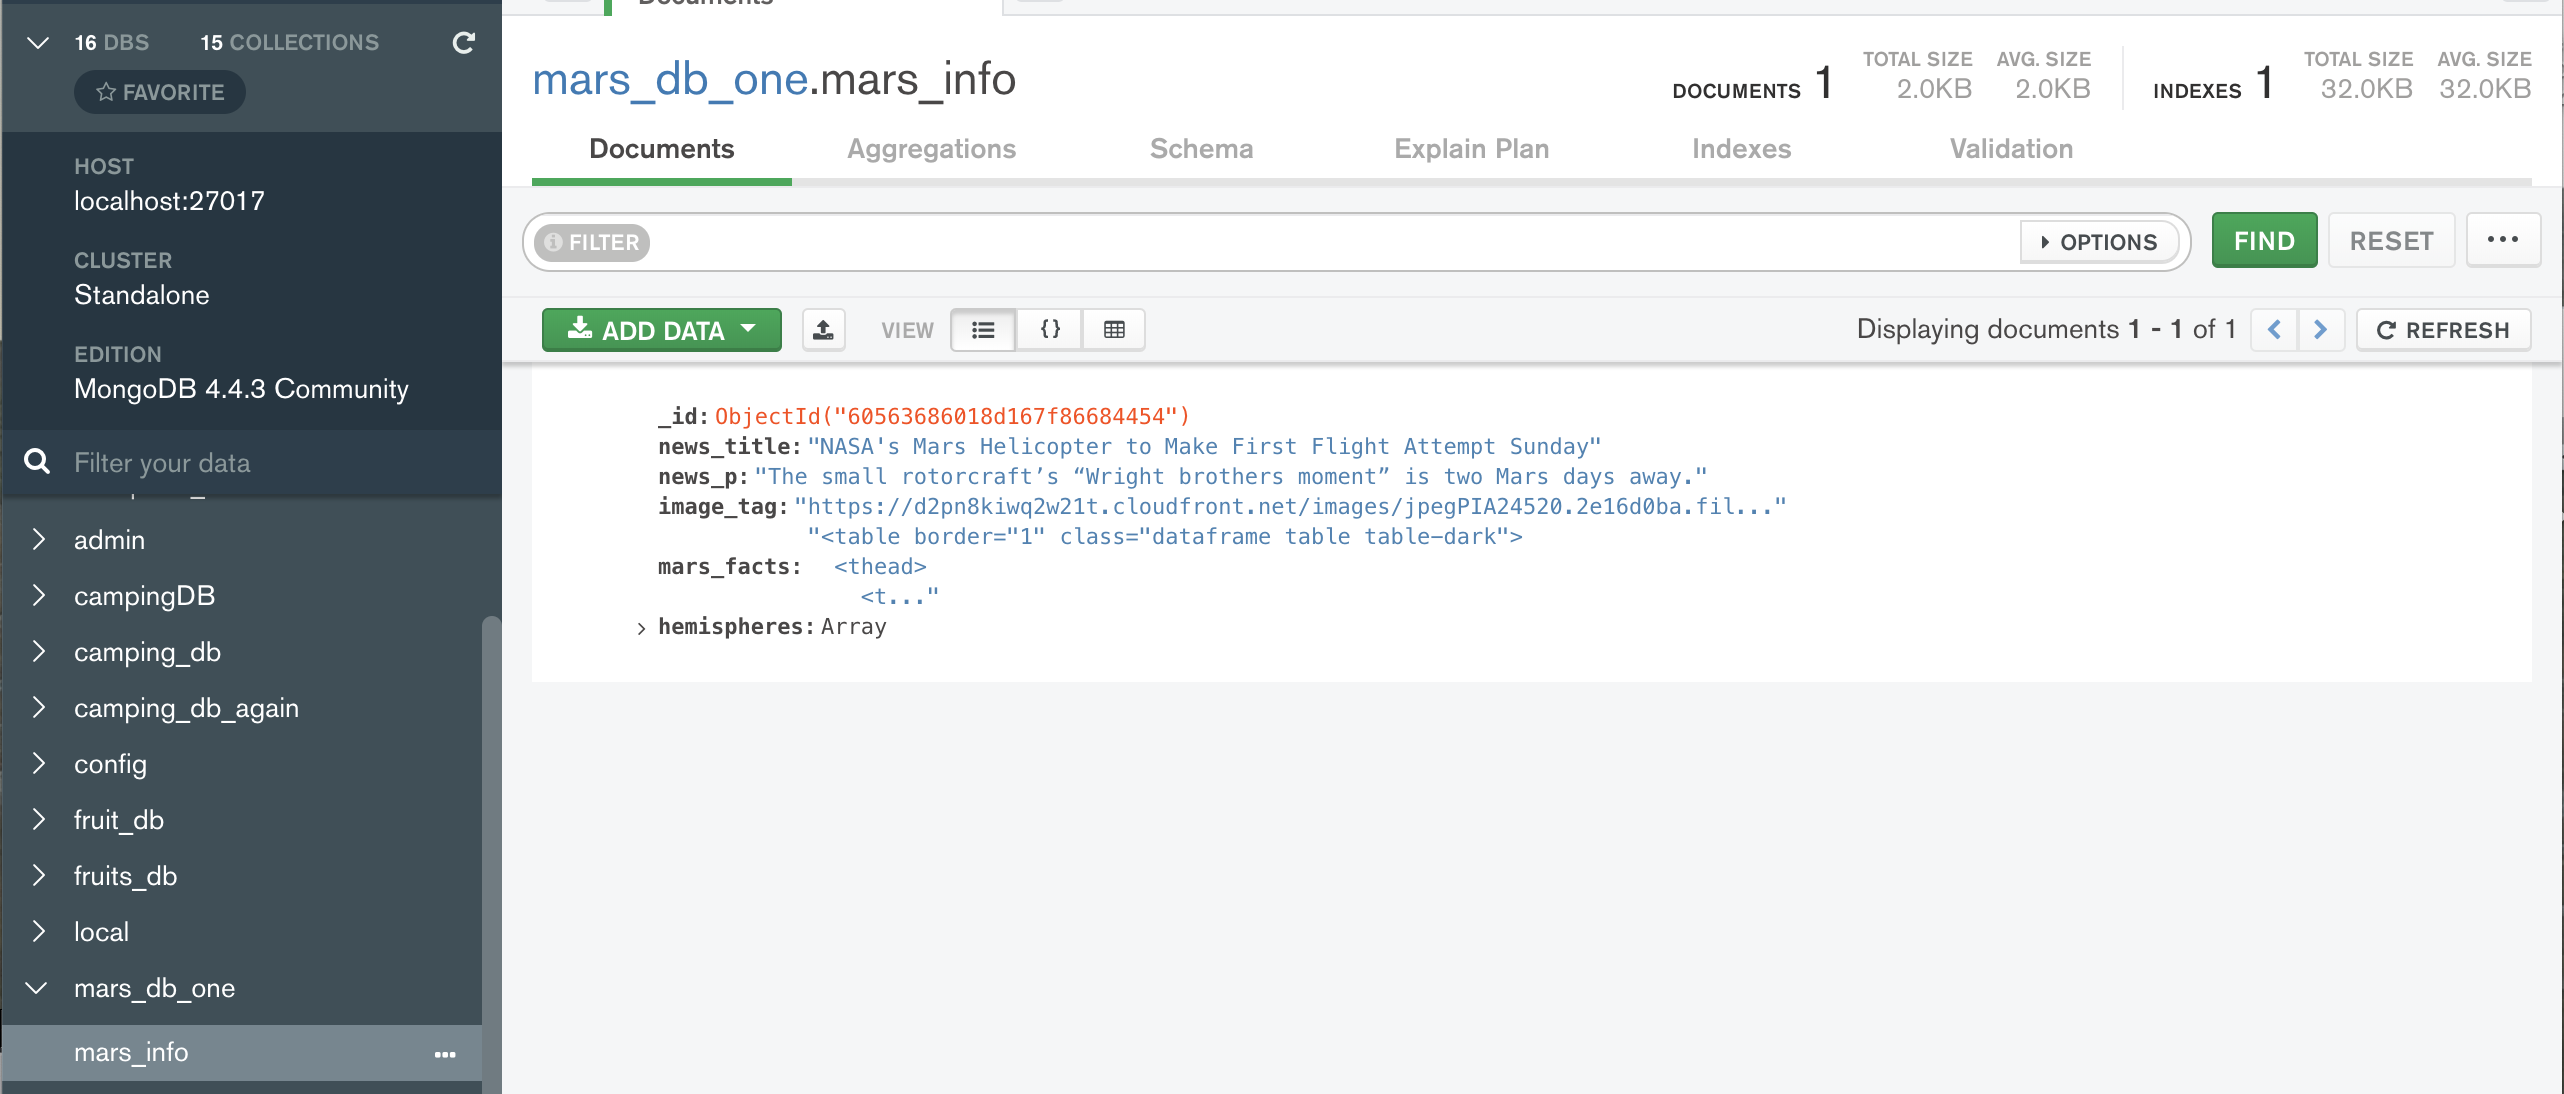 16 DBS 15 COLLECTIONS
FAVORITE
HOST
localhost:27017
CLUSTER
Standalone
EDITION
MongoDB 4.4.3 Community
Filter your data
admin
campingDB
camping_db
camping_db_again
config
fruit_db
fruits_db
local
mars_db_one
mars_info
Documents
mars_db_one.mars_info
DOCUMENTS 1 TOTAL SIZE 2.0KB AVG. SIZE 2.0KB INDEXES 1 TOTAL SIZE 32.0KB AVG. SIZE 32.0KB
Documents Aggregations Schema Explain Plan Indexes Validation
FILTER OPTIONS FIND RESET
ADD DATA VIEW {} Displaying documents 1 - 1 of 1 REFRESH
_id: ObjectId("60563686018d167f86684454")
news_title: "NASA's Mars Helicopter to Make First Flight Attempt Sunday"
news_p: "The small rotorcraft’s “Wright brothers moment” is two Mars days away."
image_tag: "https://d2pn8kiwq2w21t.cloudfront.net/images/jpegPIA24520.2e16d0ba.fil..."
"<table border="1" class="dataframe table table-dark">
mars_facts: <thead>
<t..."
hemispheres: Array